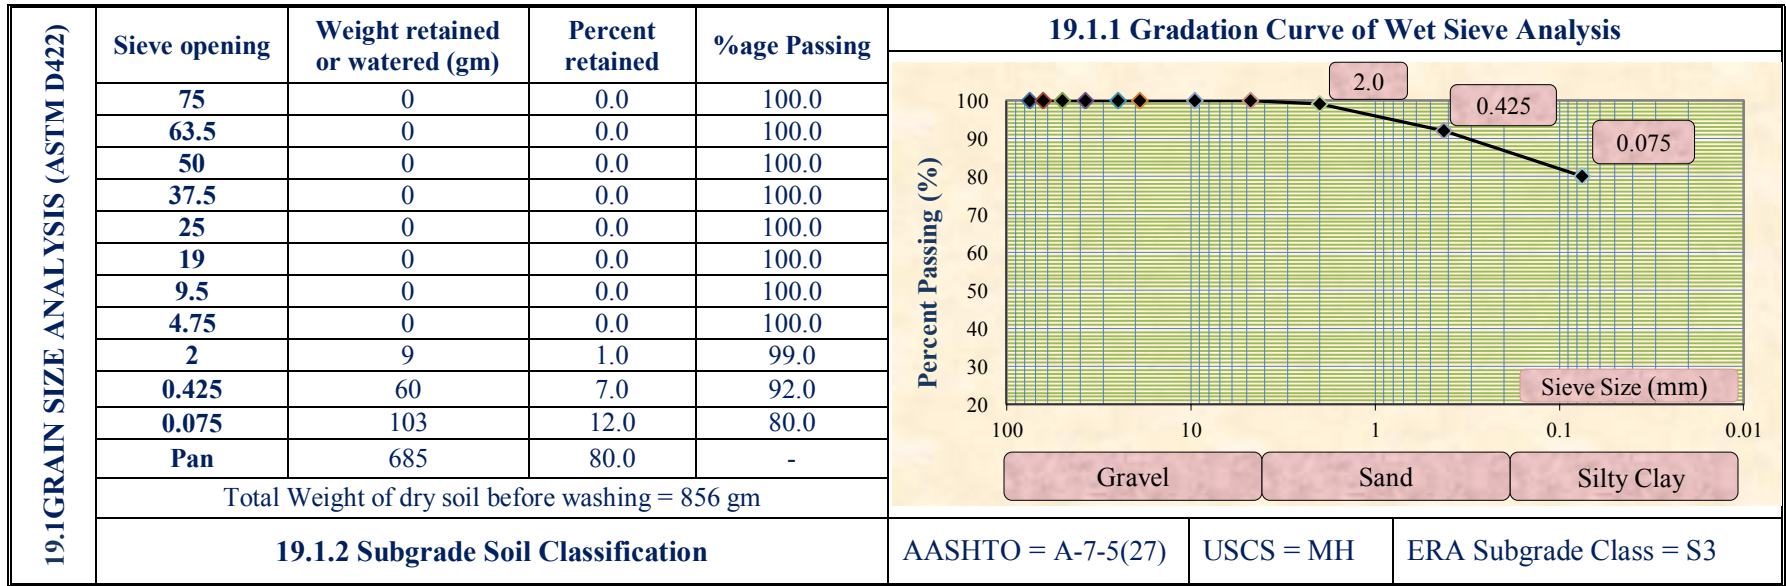 19.1GRAIN SIZE ANALYSIS (ASTM D422)
Sieve opening Weight retained or watered (gm) Percent retained %age Passing
75 0 0.0 100.0
63.5 0 0.0 100.0
50 0 0.0 100.0
37.5 0 0.0 100.0
25 0 0.0 100.0
19 0 0.0 100.0
9.5 0 0.0 100.0
4.75 0 0.0 100.0
2 9 1.0 99.0
0.425 60 7.0 92.0
0.075 103 12.0 80.0
Pan 685 80.0 -
Total Weight of dry soil before washing = 856 gm
19.1.1 Gradation Curve of Wet Sieve Analysis
2.0
0.425
0.075
Percent Passing (%)
100
90
80
70
60
50
40
30
20
Sieve Size (mm)
100 10 1 0.1 0.01
Gravel Sand Silty Clay
19.1.2 Subgrade Soil Classification
AASHTO = A-7-5(27) USCS = MH ERA Subgrade Class = S3